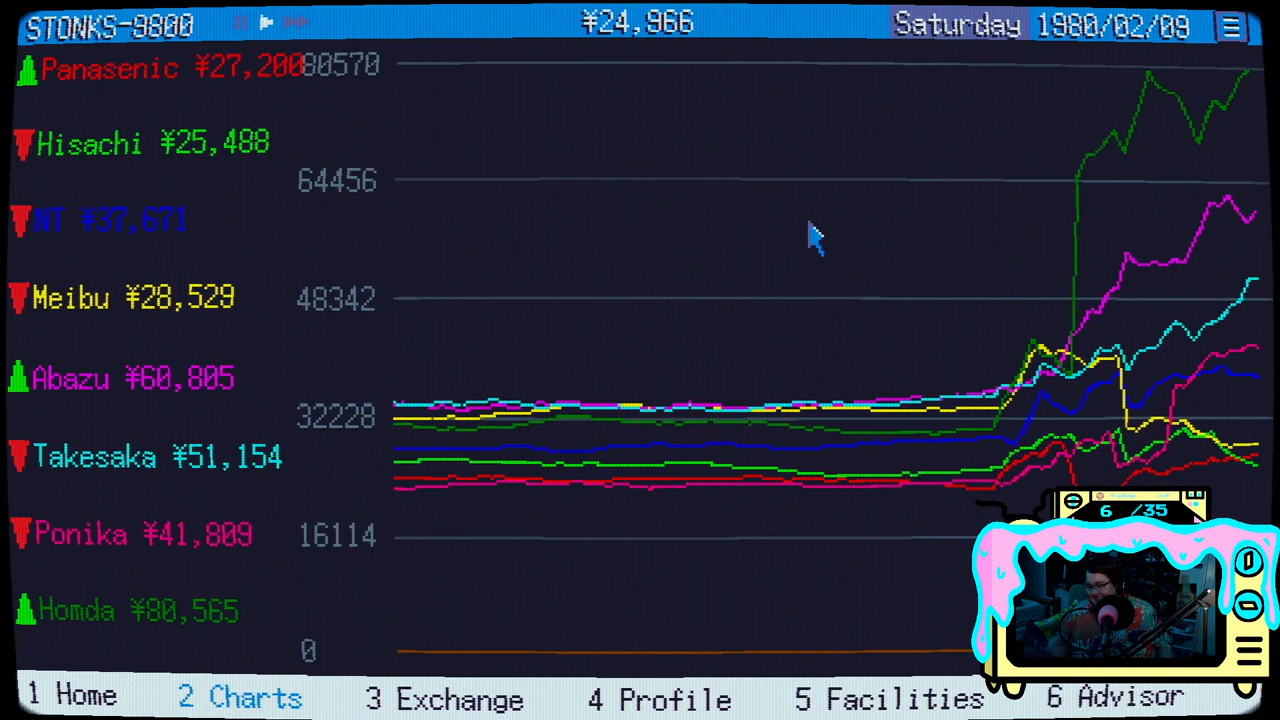 STONKS-9800 ¥24,966 Saturday 1980/02/09
Panasenic ¥27,200 80570
Hisachi ¥25,488
64456
NT ¥37,671
Meibu ¥28,529 48342
Abazu ¥60,805
32228
Takesaka ¥51,154
Ponika ¥41,809 16114
6 /35
Homda ¥80,565
0
1 Home 2 Charts 3 Exchange 4 Profile 5 Facilities 6 Advisor